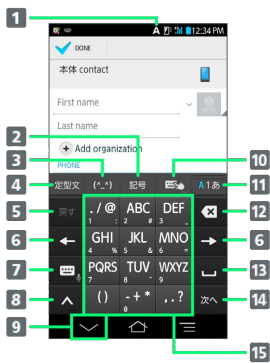 1
A 12:34 PM
DONE
本体 contact
First name
Last name
Add organization
PHONE
2
3
10
4 定型文 (^_^) 記号 A1あ 11
5 戻す . / @ ABC DEF 12
1 : 2 # 3
6 GHI JKL MNO 6
4 % 5 & 6 -
7 PQRS TUV WXYZ 13
7 8 9
8 ( ) - + * , . ? 次へ 14
0
9
15